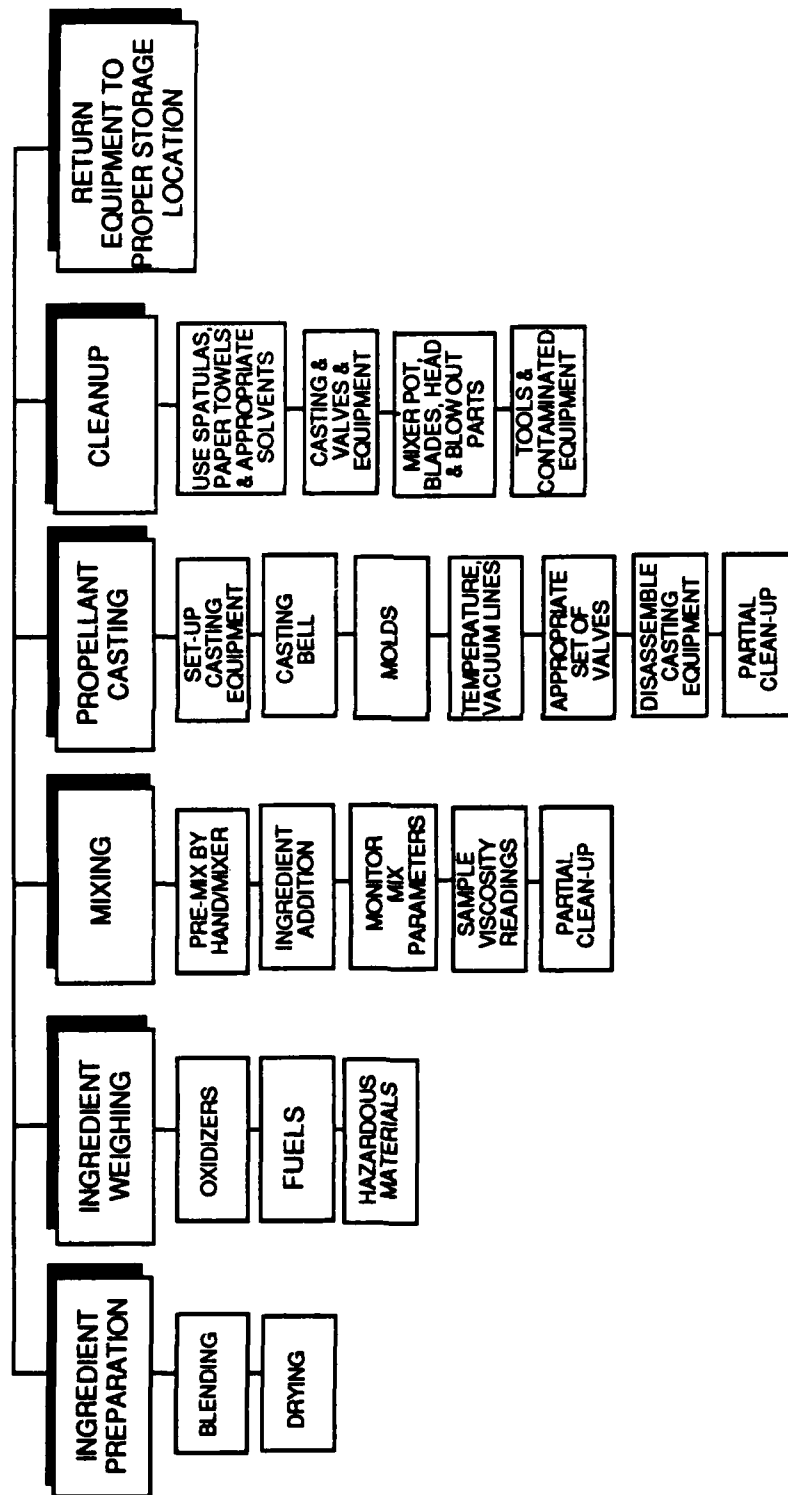 INGREDIENT
PREPARATION
BLENDING
DRYING
INGREDIENT
WEIGHING
OXIDIZERS
FUELS
HAZARDOUS
MATERIALS
MIXING
PRE-MIX BY
HAND/MIXER
INGREDIENT
ADDITION
MONITOR
MIX
PARAMETERS
SAMPLE
VISCOSITY
READINGS
PARTIAL
CLEAN-UP
PROPELLANT
CASTING
SET-UP
CASTING
EQUIPMENT
CASTING
BELL
MOLDS
TEMPERATURE,
VACUUM LINES
APPROPRIATE
SET OF
VALVES
DISASSEMBLE
CASTING
EQUIPMENT
PARTIAL
CLEAN-UP
CLEANUP
USE SPATULAS,
PAPER TOWELS
& APPROPRIATE
SOLVENTS
CASTING &
VALVES &
EQUIPMENT
MIXER POT,
BLADES, HEAD
& BLOW OUT
PARTS
TOOLS &
CONTAMINATED
EQUIPMENT
RETURN
EQUIPMENT TO
PROPER STORAGE
LOCATION